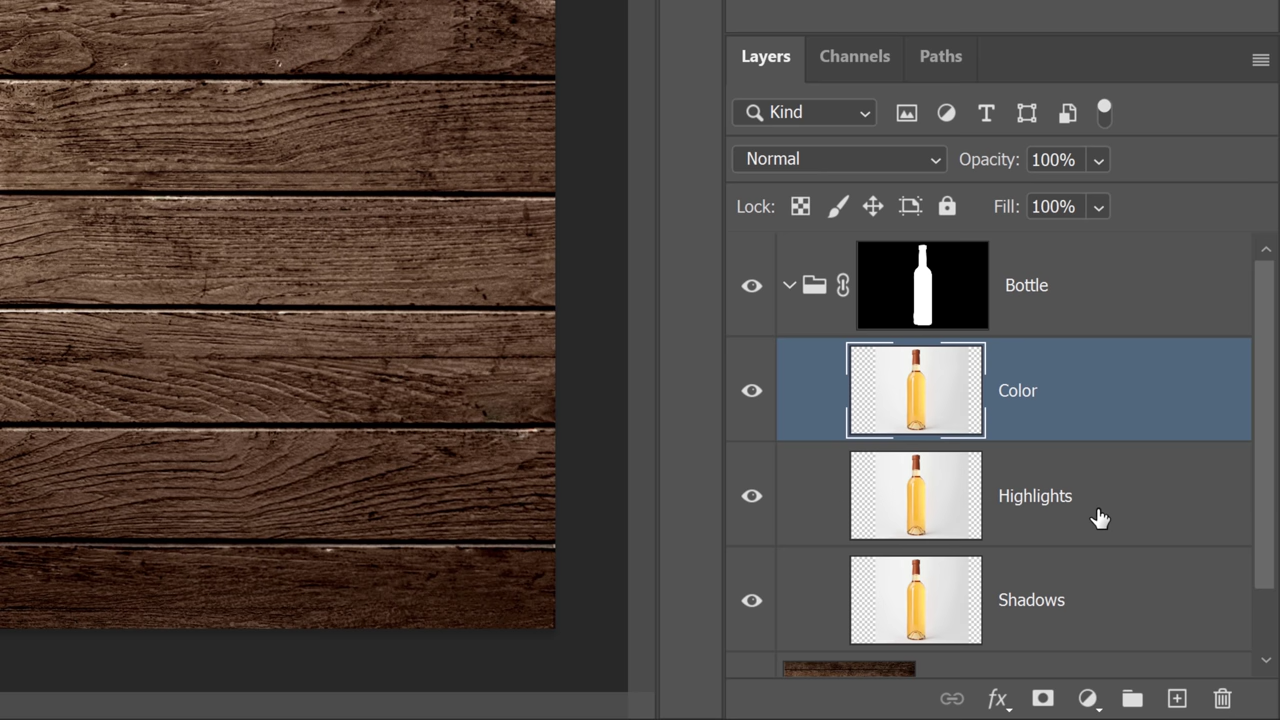 Layers Channels Paths
Kind
Normal Opacity: 100%
Lock: Fill: 100%
Bottle
Color
Highlights
Shadows
fx